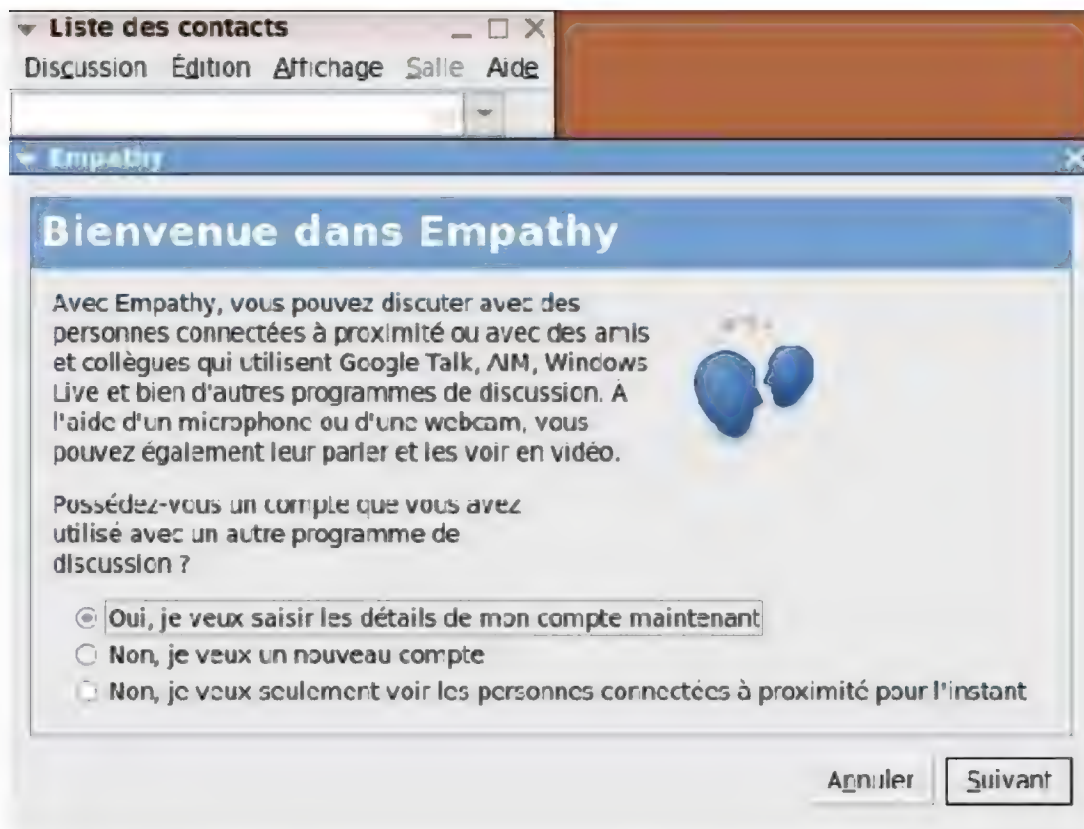 Liste des contacts
Discussion Édition Affichage Salle Aide
Empathy
Bienvenue dans Empathy
Avec Empathy, vous pouvez discuter avec des
personnes connectées à proximité ou avec des amis
et collègues qui utilisent Google Talk, AIM, Windows
Live et bien d'autres programmes de discussion. À
l'aide d'un microphone ou d'une webcam, vous
pouvez également leur parler et les voir en vidéo.
Possédez-vous un compte que vous avez
utilisé avec un autre programme de
discussion ?
Oui, je veux saisir les détails de mon compte maintenant
Non, je veux un nouveau compte
Non, je veux seulement voir les personnes connectées à proximité pour l'instant
Annuler Suivant